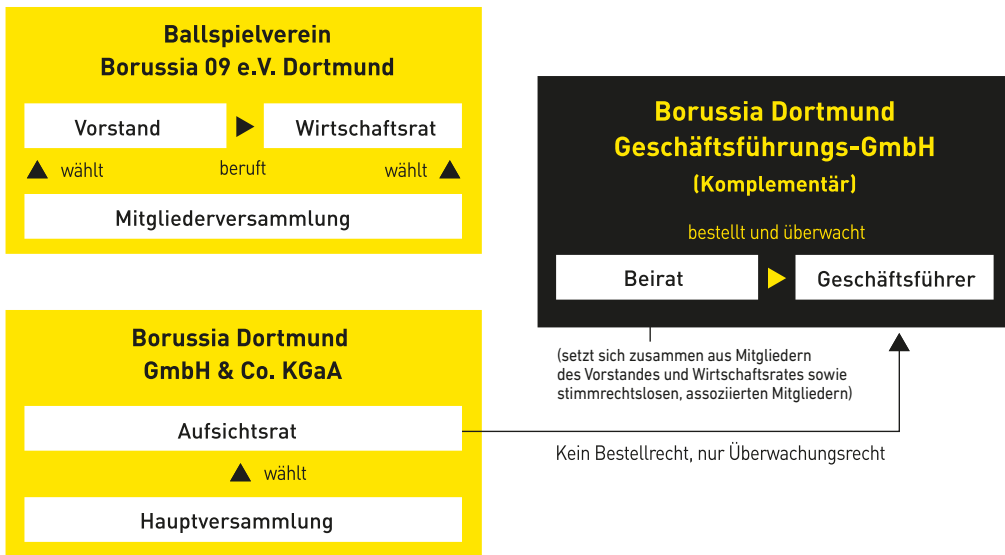 Ballspielverein
Borussia 09 e.V. Dortmund
Vorstand
Wirtschaftsrat
wählt
beruft
wählt
Mitgliederversammlung
Borussia Dortmund
Geschäftsführungs-GmbH
(Komplementär)
bestellt und überwacht
Beirat
Geschäftsführer
(setzt sich zusammen aus Mitgliedern
des Vorstandes und Wirtschaftsrates sowie
stimmrechtslosen, assoziierten Mitgliedern)
Borussia Dortmund
GmbH & Co. KGaA
Aufsichtsrat
Kein Bestellrecht, nur Überwachungsrecht
wählt
Hauptversammlung